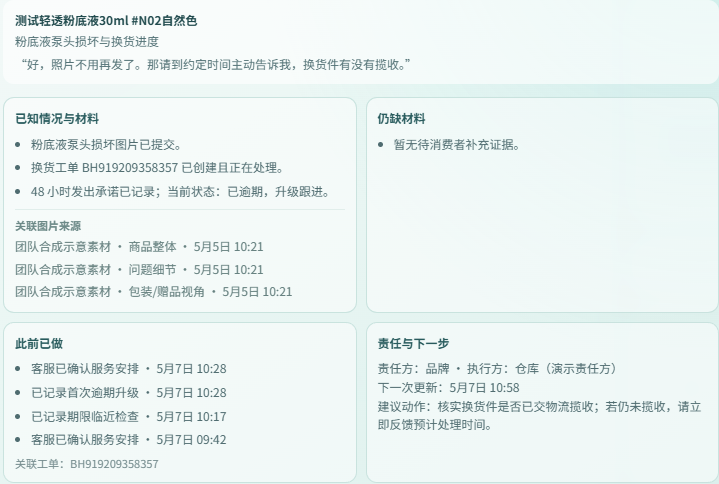 测试轻透粉底液30ml #N02自然色
粉底液泵头损坏与换货进度
“好，照片不用再发了。那请到约定时间主动告诉我，换货件有没有揽收。”
已知情况与材料
粉底液泵头损坏图片已提交。
换货工单 BH919209358357 已创建且正在处理。
48 小时发出承诺已记录；当前状态：已逾期，升级跟进。
关联图片来源
团队合成示意素材 · 商品整体 · 5月5日 10:21
团队合成示意素材 · 问题细节 · 5月5日 10:21
团队合成示意素材 · 包装/赠品视角 · 5月5日 10:21
仍缺材料
暂无待消费者补充证据。
此前已做
客服已确认服务安排 · 5月7日 10:28
已记录首次逾期升级 · 5月7日 10:28
已记录期限临近检查 · 5月7日 10:17
客服已确认服务安排 · 5月7日 09:42
关联工单：BH919209358357
责任与下一步
责任方：品牌 · 执行方：仓库（演示责任方）
下一次更新：5月7日 10:58
建议动作：核实换货件是否已交物流揽收；若仍未揽收，请立
即反馈预计处理时间。